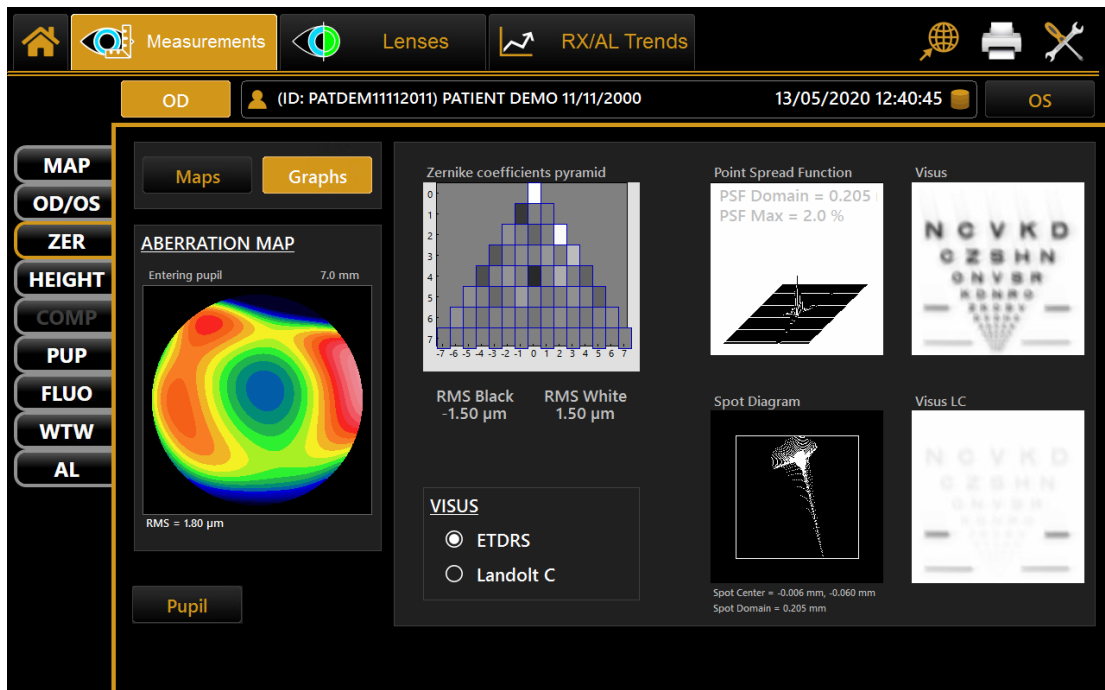 Measurements
Lenses
RX/AL Trends
OD
(ID: PATDEM11112011) PATIENT DEMO 11/11/2000
13/05/2020 12:40:45
OS
MAP
OD/OS
ZER
HEIGHT
COMP
PUP
FLUO
WTW
AL
Maps
Graphs
ABERRATION MAP
Entering pupil
7.0 mm
RMS = 1.80 µm
Pupil
Zernike coefficients pyramid
0
1
2
3
4
5
6
7
-7 -6 -5 -4 -3 -2 -1 0 1 2 3 4 5 6 7
RMS Black
-1.50 µm
RMS White
1.50 µm
VISUS
ETDRS
Landolt C
Point Spread Function
PSF Domain = 0.205
PSF Max = 2.0 %
Spot Diagram
Spot Center = -0.006 mm, -0.060 mm
Spot Domain = 0.205 mm
Visus
N C V K D
C Z S H N
O N V S R
K D N R O
Visus LC
N C V K D
C Z S H N
O N V S R